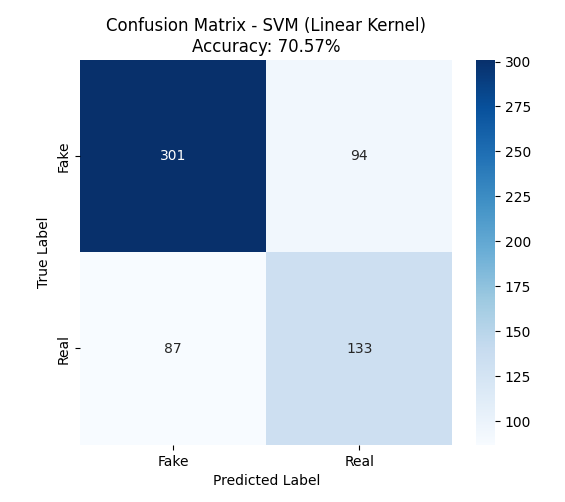 Confusion Matrix - SVM (Linear Kernel)
Accuracy: 70.57%
True Label
Fake
Real
301
94
87
133
Fake
Real
Predicted Label
300
275
250
225
200
175
150
125
100